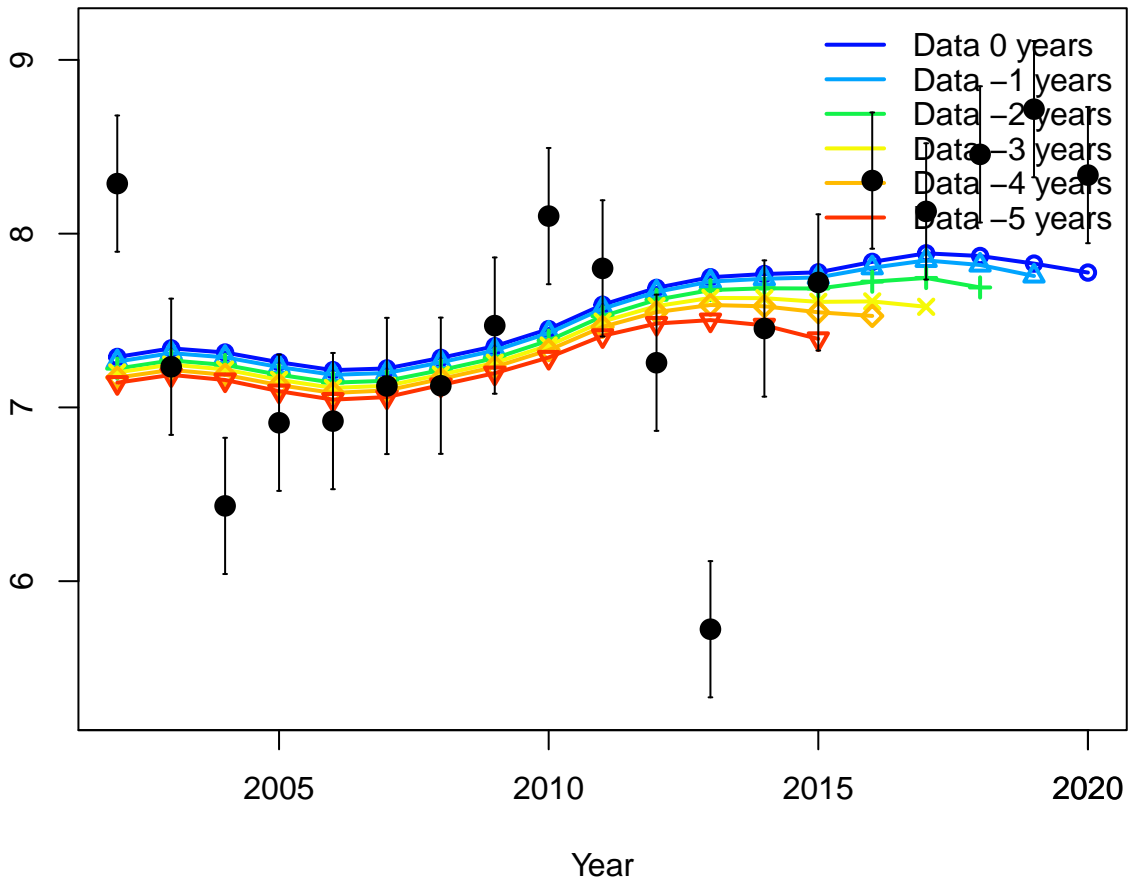 9
8
7
6
Data 0 years
Data −1 years
Data −2 years
Data −3 years
Data −4 years
Data −5 years
2005 2010 2015 2020
Year